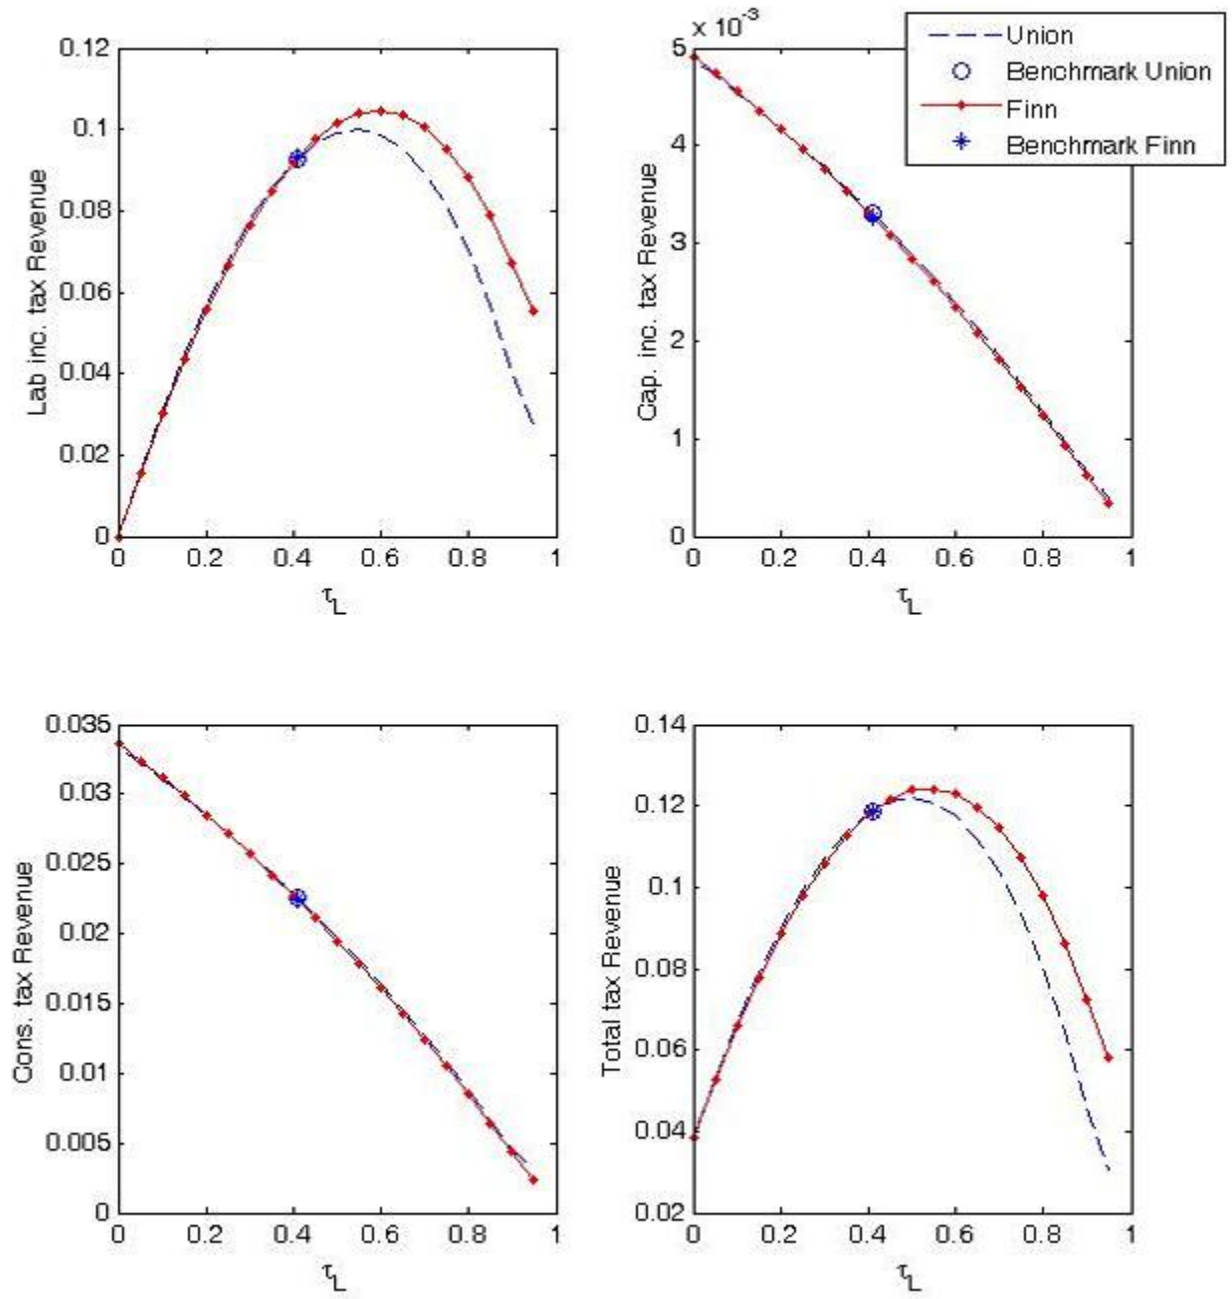 Lab inc. tax Revenue
0.12
0.1
0.08
0.06
0.04
0.02
0
0 0.2 0.4 0.6 0.8 1
τL
x 10-3
Cap. inc. tax Revenue
5
4
3
2
1
0
0 0.2 0.4 0.6 0.8 1
τL
Union
Benchmark Union
Finn
Benchmark Finn
Cons. tax Revenue
0.035
0.03
0.025
0.02
0.015
0.01
0.005
0
0 0.2 0.4 0.6 0.8 1
τL
Total tax Revenue
0.14
0.12
0.1
0.08
0.06
0.04
0.02
0 0.2 0.4 0.6 0.8 1
τL